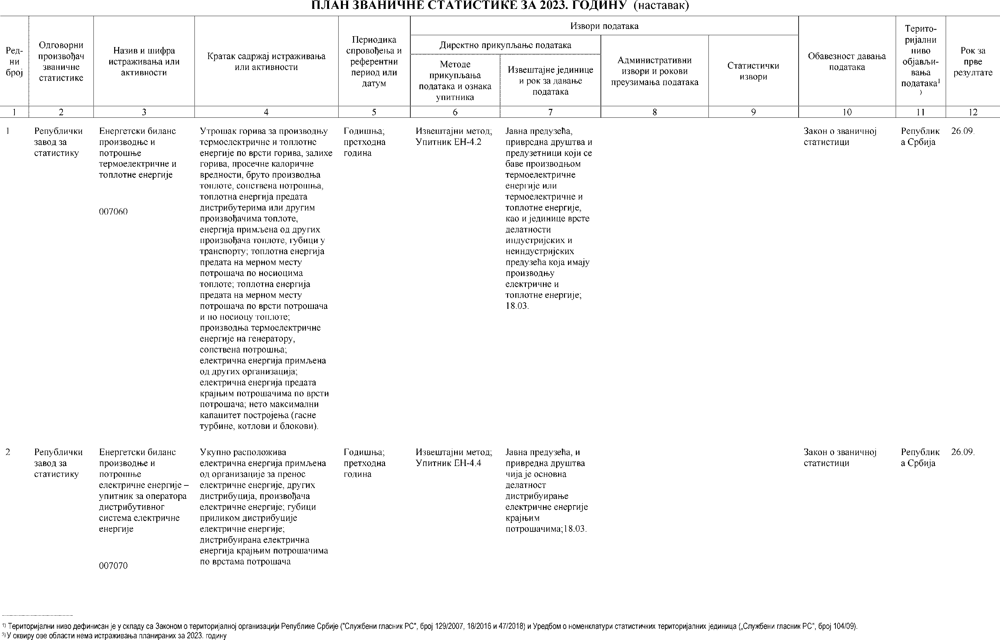 ПЛАН ЗВАНИЧНЕ СТАТИСТИКЕ ЗА 2023. ГОДИНУ (наставак)
Ред-
ни
број
Одговорни
произвођач
званичне
статистике
Назив и шифра
истраживања или
активности
Кратак садржај истраживања
или активности
Периодика
спровођења и
референтни
период или
датум
Извори података
Директно прикупљање података
Методе
прикупљања
података и ознака
упитника
Извештајне јединице
и рок за давање
података
Административни
извори и рокови
преузимања података
Статистички
извори
Обавезност давања
података
Терито-
ријални
ниво
објављи-
вања
података¹
)
Рок за
прве
резултате
1 2 3 4 5 6 7 8 9 10 11 12
1
Републички
завод за
статистику
Енергетски биланс
производње и
потрошње
термоелектричне и
топлотне енергије
007060
Утрошак горива за производњу
термоелектричне и топлотне
енергије по врсти горива, залихе
горива, просечне калоричне
вредности, бруто производња
топлоте, сопствена потрошња,
топлотна енергија предата
дистрибутерима или другим
произвођачима топлоте,
енергија примљена од других
произвођача топлоте, губици у
транспорту; топлотна енергија
предата на мерном месту
потрошача по носиоцима
топлоте; топлотна енергија
предата на мерном месту
потрошача по врсти потрошача
и по носиоцу топлоте;
производња термоелектричне
енергије на генератору,
сопствена потрошња;
електрична енергија примљена
од других организација;
електрична енергија предата
крајњим потрошачима по врсти
потрошача; нето максимални
капацитет постројења (гасне
турбине, котлови и блокови).
Годишња;
претходна
година
Извештајни метод;
Упитник ЕН-4.2
Јавна предузећа,
привредна друштва и
предузетници који се
баве производњом
термоелектричне
енергије или
термоелектричне и
топлотне енергије,
као и јединице врсте
делатности
индустријских и
неиндустријских
предузећа која имају
производњу
електричне и
топлотне енергије;
18.03.
Закон о званичној
статистици
Републик
а Србија
26.09.
2
Републички
завод за
статистику
Енергетски биланс
производње и
потрошње
електричне енергије –
упитник за оператора
дистрибутивног
система електричне
енергије
007070
Укупно расположива
електрична енергија примљена
од организације за пренос
електричне енергије, других
дистрибуција, произвођача
електричне енергије; губици
приликом дистрибуције
електричне енергије;
дистрибуирана електрична
енергија крајњим потрошачима
по врстама потрошача
Годишња;
претходна
година
Извештајни метод;
Упитник ЕН-4.4
Јавна предузећа, и
привредна друштва
чија је основна
делатност
дистрибуирање
електричне енергије
крајњим
потрошачима;18.03.
Закон о званичној
статистици
Републик
а Србија
26.09.
¹⁾ Територијални ниво дефинисан је у складу са Законом о територијалној организацији Републике Србије ("Службени гласник РС", број 129/2007, 18/2016 и 47/2018) и Уредбом о номенклатури статистичких територијалних јединица („Службени гласник РС", број 104/09).
³⁾ У оквиру ове области нема истраживања планираних за 2023. годину